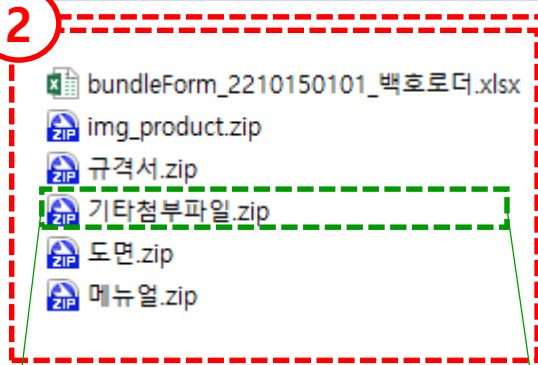 2
bundleForm_2210150101_백호로더.xlsx
img_product.zip
규격서.zip
기타첨부파일.zip
도면.zip
메뉴얼.zip